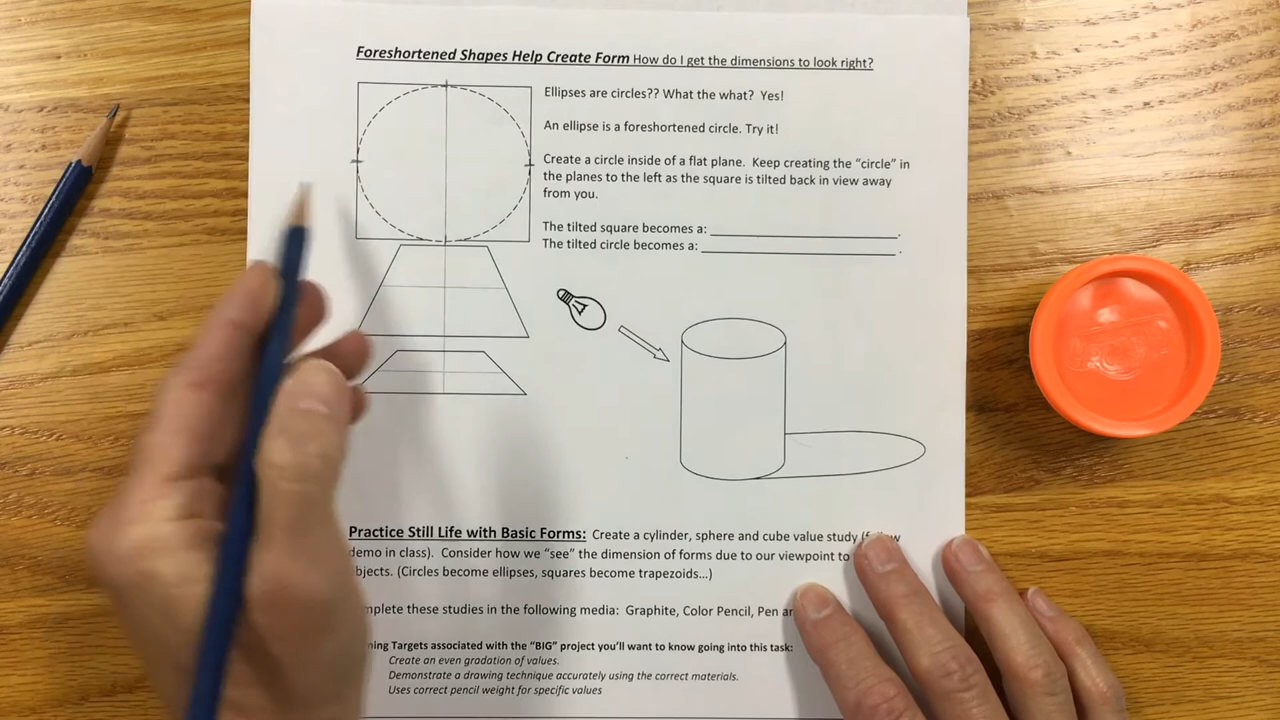 Foreshortened Shapes Help Create Form How do I get the dimensions to look right?
Ellipses are circles?? What the what? Yes!
An ellipse is a foreshortened circle. Try it!
Create a circle inside of a flat plane. Keep creating the “circle” in
the planes to the left as the square is tilted back in view away
from you.
The tilted square becomes a: .
The tilted circle becomes a: .
Practice Still Life with Basic Forms: Create a cylinder, sphere and cube value study
demo in class). Consider how we “see” the dimension of forms due to our viewpoint to
objects. (Circles become ellipses, squares become trapezoids…)
these studies in the following media: Graphite, Color Pencil, Pen
Targets associated with the “BIG” project you’ll want to know going into this task:
Create an even gradation of values.
Demonstrate a drawing technique accurately using the correct materials.
Uses correct pencil weight for specific values